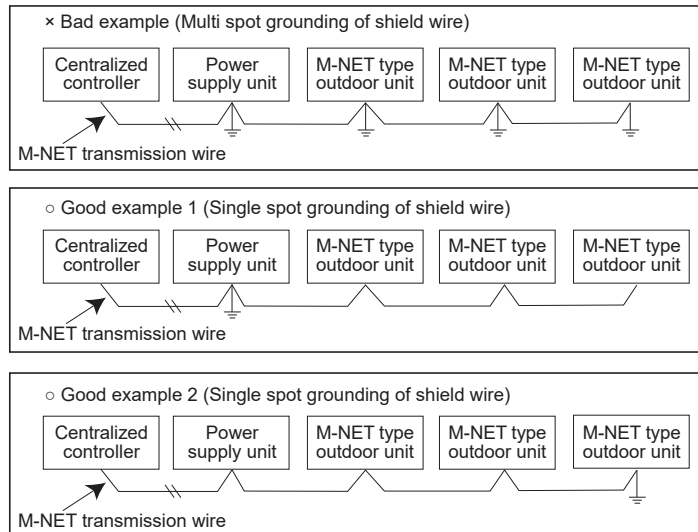 × Bad example (Multi spot grounding of shield wire)
Centralized
controller
Power
supply unit
M-NET type
outdoor unit
M-NET type
outdoor unit
M-NET type
outdoor unit
M-NET transmission wire
○ Good example 1 (Single spot grounding of shield wire)
Centralized
controller
Power
supply unit
M-NET type
outdoor unit
M-NET type
outdoor unit
M-NET type
outdoor unit
M-NET transmission wire
○ Good example 2 (Single spot grounding of shield wire)
Centralized
controller
Power
supply unit
M-NET type
outdoor unit
M-NET type
outdoor unit
M-NET type
outdoor unit
M-NET transmission wire